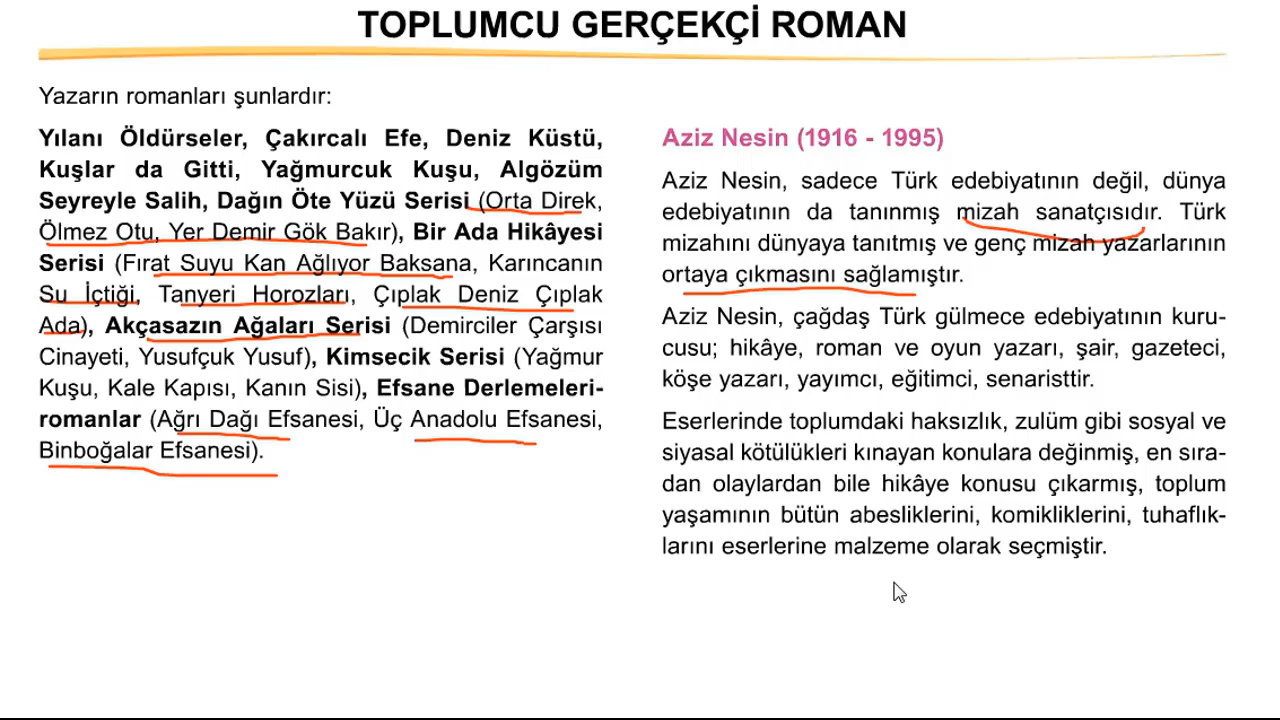 TOPLUMCU GERÇEKÇİ ROMAN
Yazarın romanları şunlardır:
Yılanı Öldürseler, Çakırcalı Efe, Deniz Küstü,
Kuşlar da Gitti, Yağmurcuk Kuşu, Algözüm
Seyreyle Salih, Dağın Öte Yüzü Serisi (Orta Direk,
Ölmez Otu, Yer Demir Gök Bakır), Bir Ada Hikâyesi
Serisi (Fırat Suyu Kan Ağlıyor Baksana, Karıncanın
Su İçtiği, Tanyeri Horozları, Çıplak Deniz Çıplak
Ada), Akçasazın Ağaları Serisi (Demirciler Çarşısı
Cinayeti, Yusufçuk Yusuf), Kimsecik Serisi (Yağmur
Kuşu, Kale Kapısı, Kanın Sisi), Efsane Derlemeleri-
romanlar (Ağrı Dağı Efsanesi, Üç Anadolu Efsanesi,
Binboğalar Efsanesi).
Aziz Nesin (1916 - 1995)
Aziz Nesin, sadece Türk edebiyatının değil, dünya
edebiyatının da tanınmış mizah sanatçısıdır. Türk
mizahını dünyaya tanıtmış ve genç mizah yazarlarının
ortaya çıkmasını sağlamıştır.
Aziz Nesin, çağdaş Türk gülmece edebiyatının kuru-
cusu; hikâye, roman ve oyun yazarı, şair, gazeteci,
köşe yazarı, yayımcı, eğitimci, senaristtir.
Eserlerinde toplumdaki haksızlık, zulüm gibi sosyal ve
siyasal kötülükleri kınayan konulara değinmiş, en sıra-
dan olaylardan bile hikâye konusu çıkarmış, toplum
yaşamının bütün abesliklerini, komikliklerini, tuhaflık-
larını eserlerine malzeme olarak seçmiştir.